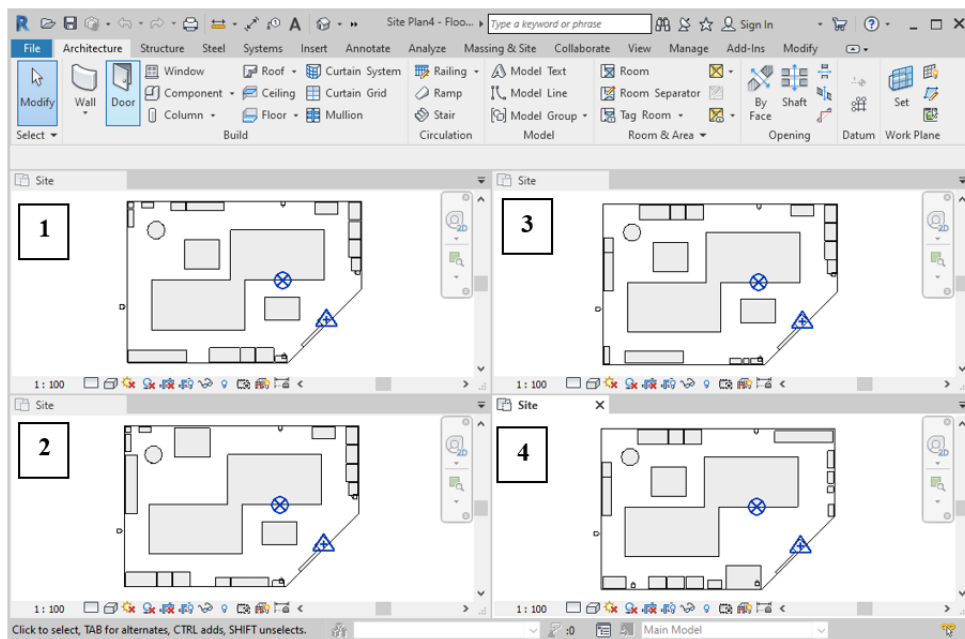 Site Plan4 - Floo... Type a keyword or phrase Sign In
File Architecture Structure Steel Systems Insert Annotate Analyze Massing & Site Collaborate View Manage Add-Ins Modify
Modify Wall Door Window Roof Curtain System Railing Model Text Room By Shaft Set
Component Ceiling Curtain Grid Ramp Model Line Room Separator Face
Column Floor Mullion Stair Model Group Tag Room
Select Build Circulation Model Room & Area Opening Datum Work Plane
Site Site
1 3
2D 2D
1 : 100 1 : 100
Site Site
2 4
2D 2D
1 : 100 1 : 100
Click to select, TAB for alternates, CTRL adds, SHIFT unselects. :0 Main Model